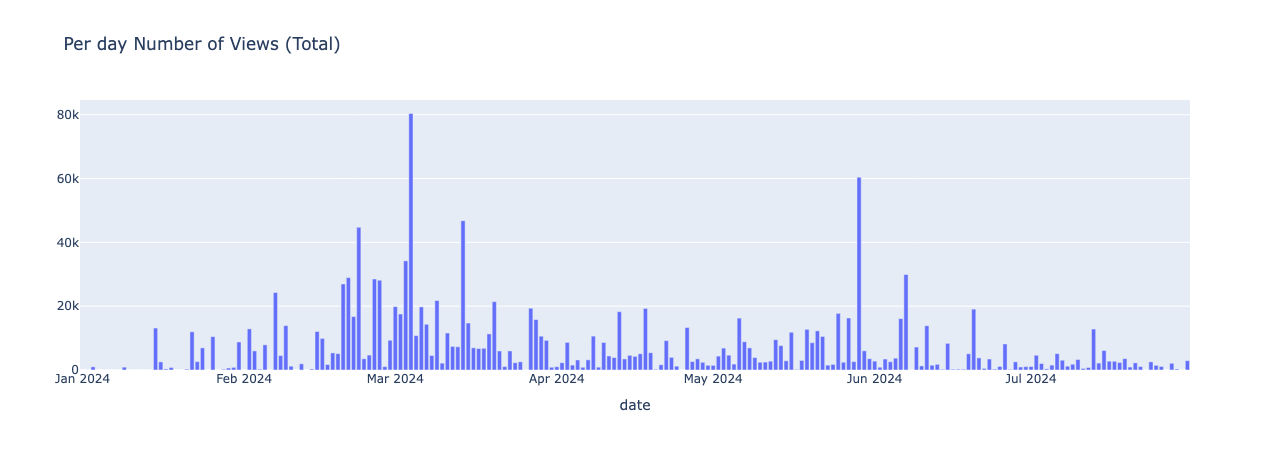 Per day Number of Views (Total)
80k
60k
40k
20k
0
Jan 2024 Feb 2024 Mar 2024 Apr 2024 May 2024 Jun 2024 Jul 2024
date